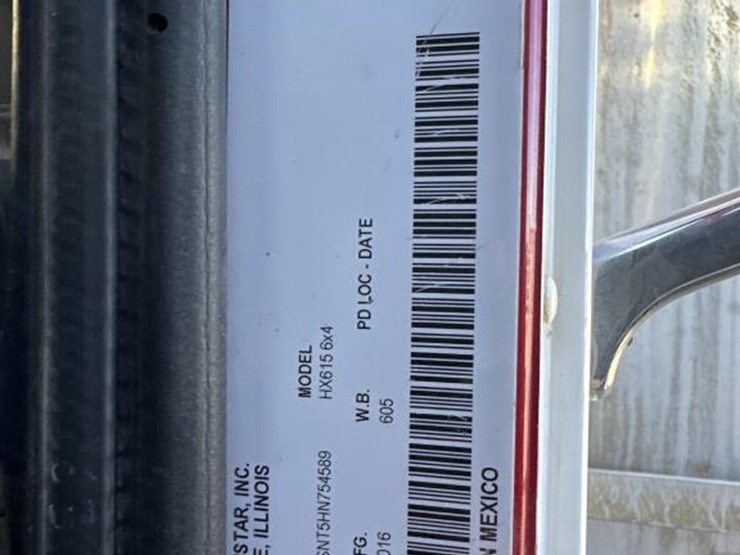 STAR, INC.
E, ILLINOIS
MODEL
SNT5HN754589 HX615 6x4
FG. W.B. PD LOC - DATE
016 605
N MEXICO